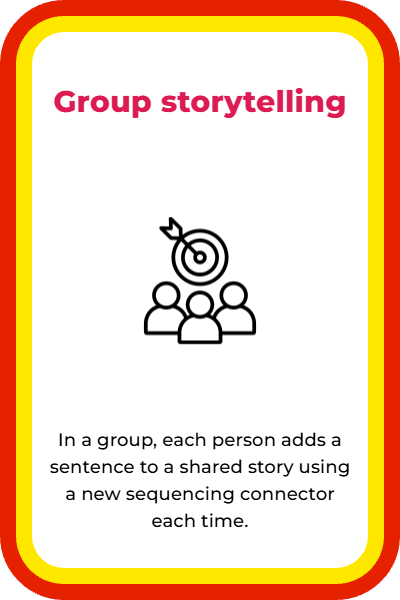 Group storytelling
In a group, each person adds a
sentence to a shared story using
a new sequencing connector
each time.